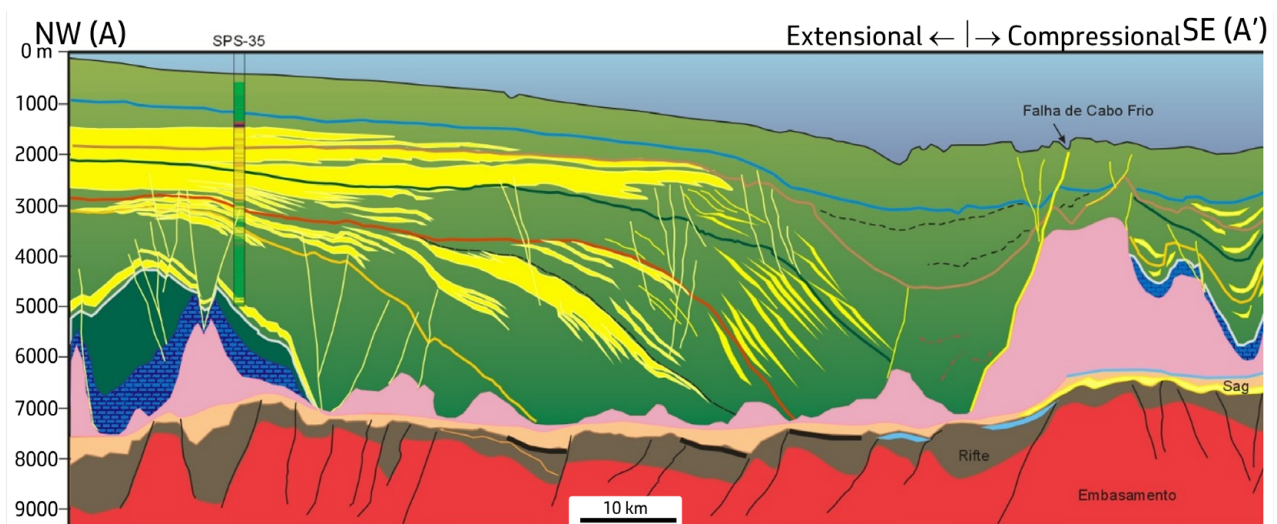 NW (A)
SPS-35
Extensional ← | → Compressional
SE (A')
0 m
1000
2000
3000
4000
5000
6000
7000
8000
9000
Falha de Cabo Frio
Sag
Rifte
Embasamento
10 km